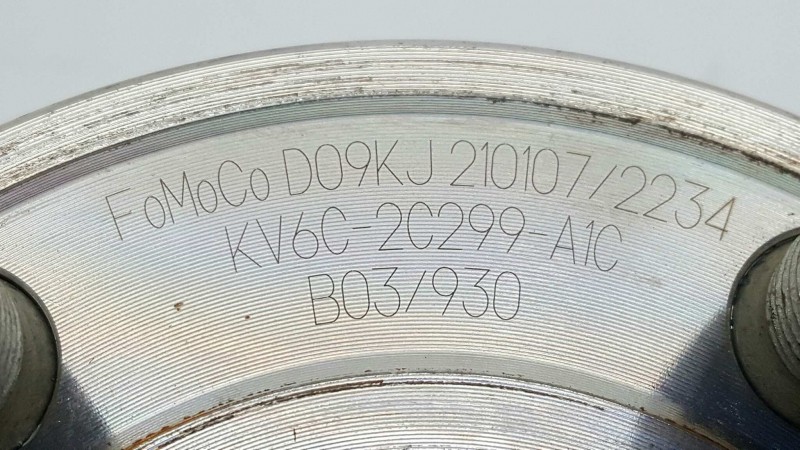 FoMoCo D09KJ 210107/2234
KV6C-2C299-A1C
B03/930